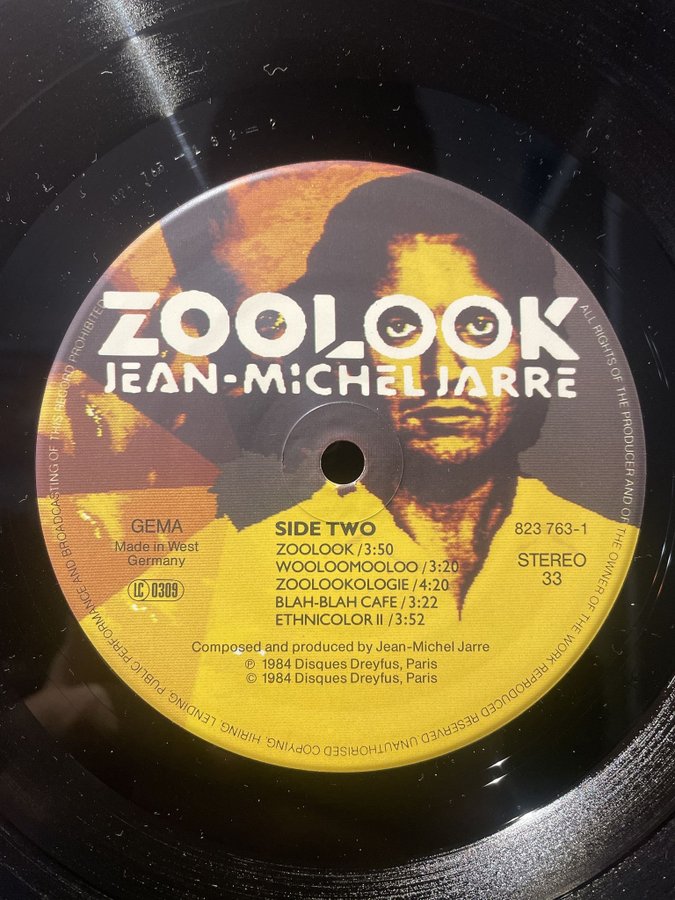 ZOOLOOK
JEAN-MICHEL JARRE
GEMA
Made in West
Germany
LC 0309
SIDE TWO
ZOOLOOK / 3:50
WOOLOOMOOLOO / 3:20
ZOOLOOKOLOGIE / 4:20
BLAH-BLAH CAFE / 3:22
ETHNICOLOR II / 3:52
823 763-1
STEREO
33
Composed and produced by Jean-Michel Jarre
℗ 1984 Disques Dreyfus, Paris
© 1984 Disques Dreyfus, Paris
ALL RIGHTS OF THE PRODUCER AND OF THE OWNER OF THE WORK REPRODUCED RESERVED UNAUTHORISED COPYING, HIRING, LENDING, PUBLIC PERFORMANCE AND BROADCASTING OF THIS RECORD PROHIBITED